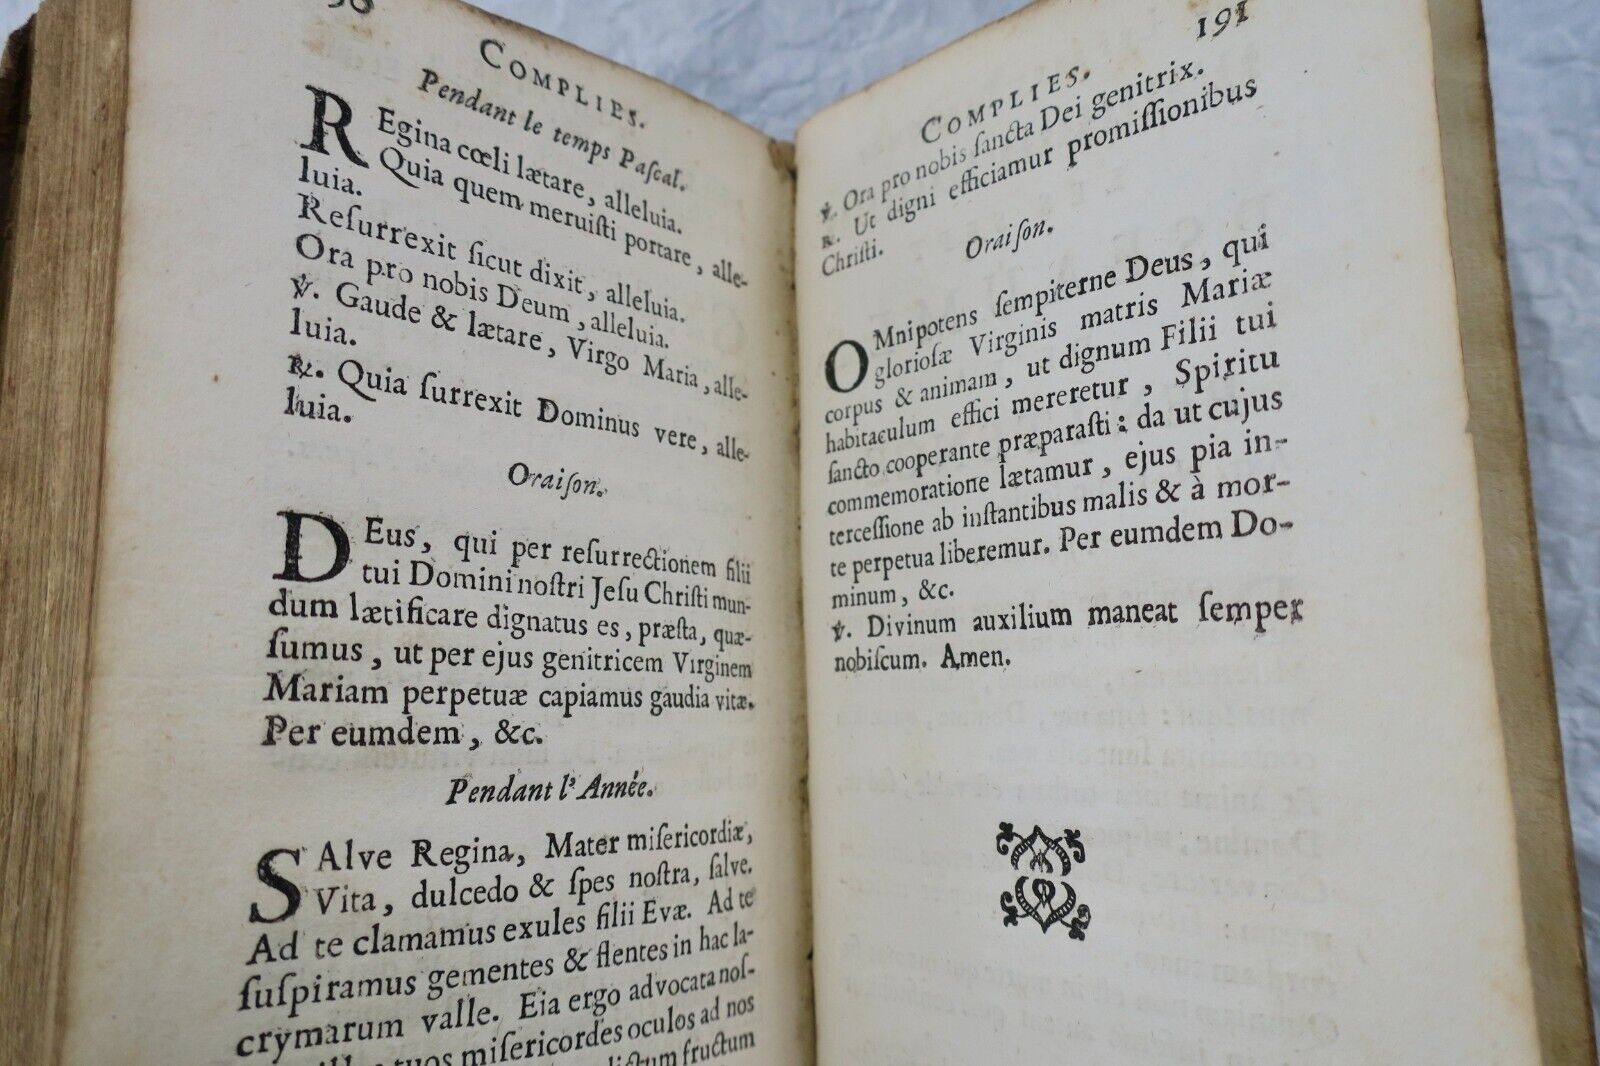 COMPLIES.
Pendant le temps Paſcal.
REgina cœli lætare, alleluia.
Quia quem meruiſti portare, alle-
luia.
Reſurrexit ſicut dixit, alleluia.
Ora pro nobis Deum, alleluia.
℣. Gaude & lætare, Virgo Maria, alle-
luia.
℟. Quia ſurrexit Dominus vere, alle-
luia.
Oraiſon.
DEus, qui per reſurrectionem filii
tui Domini noſtri Jeſu Chriſti mun-
dum lætificare dignatus es, præſta, quæ-
ſumus, ut per ejus genitricem Virginem
Mariam perpetuæ capiamus gaudia vitæ.
Per eumdem, &c.
Pendant l'Année.
SAlve Regina, Mater miſericordiæ,
Vita, dulcedo & ſpes noſtra, ſalve.
Ad te clamamus exules filii Evæ. Ad te
ſuſpiramus gementes & flentes in hac la-
crymarum valle. Eia ergo advocata noſ-
tuos miſericordes oculos ad nos
fructum
191
COMPLIES.
℣. Ora pro nobis ſancta Dei genitrix.
℟. Ut digni efficiamur promiſſionibus
Chriſti.
Oraiſon.
OMnipotens ſempiterne Deus, qui
glorioſæ Virginis matris Mariæ
corpus & animam, ut dignum Filii tui
habitaculum effici mereretur, Spiritu
ſancto cooperante præparaſti: da ut cujus
commemoratione lætamur, ejus pia in-
terceſſione ab inſtantibus malis & à mor-
te perpetua liberemur. Per eumdem Do-
minum, &c.
℣. Divinum auxilium maneat ſemper
nobiſcum. Amen.